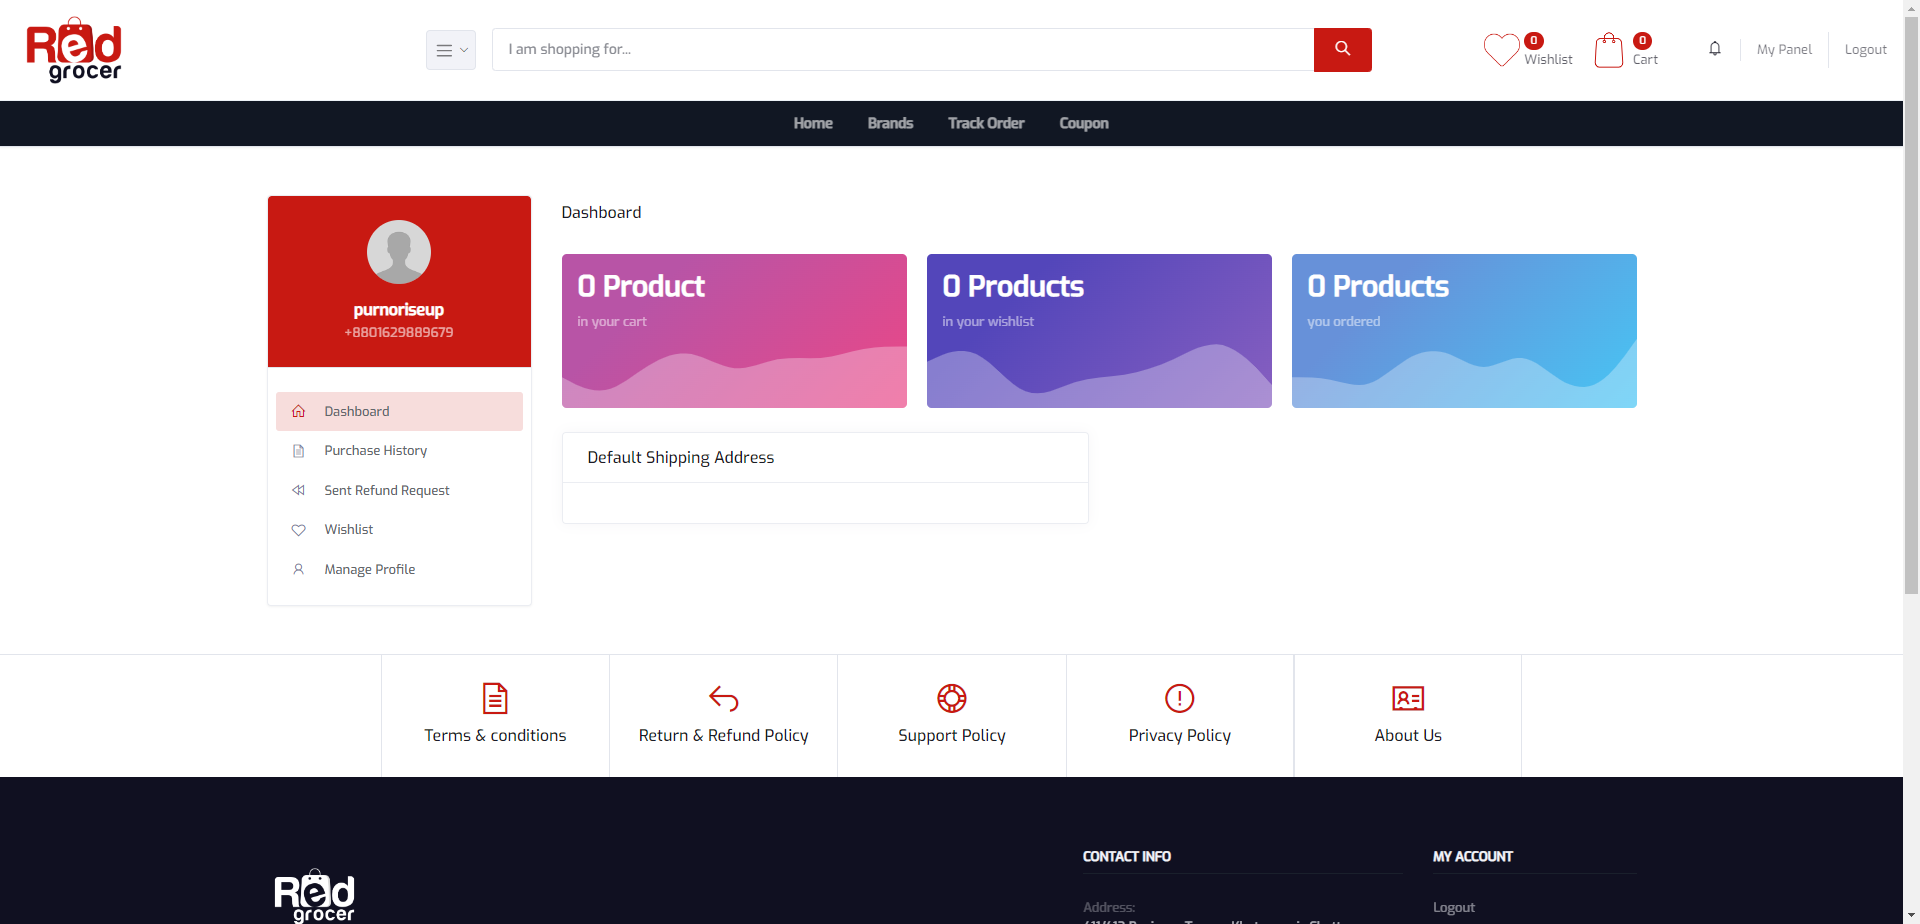 Red
grocer
I am shopping for...
0
Wishlist
0
Cart
My Panel
Logout
Home
Brands
Track Order
Coupon
purnoriseup
+8801629889679
Dashboard
Purchase History
Sent Refund Request
Wishlist
Manage Profile
Dashboard
0 Product
in your cart
0 Products
in your wishlist
0 Products
you ordered
Default Shipping Address
Terms & conditions
Return & Refund Policy
Support Policy
Privacy Policy
About Us
Red
grocer
CONTACT INFO
Address:
MY ACCOUNT
Logout